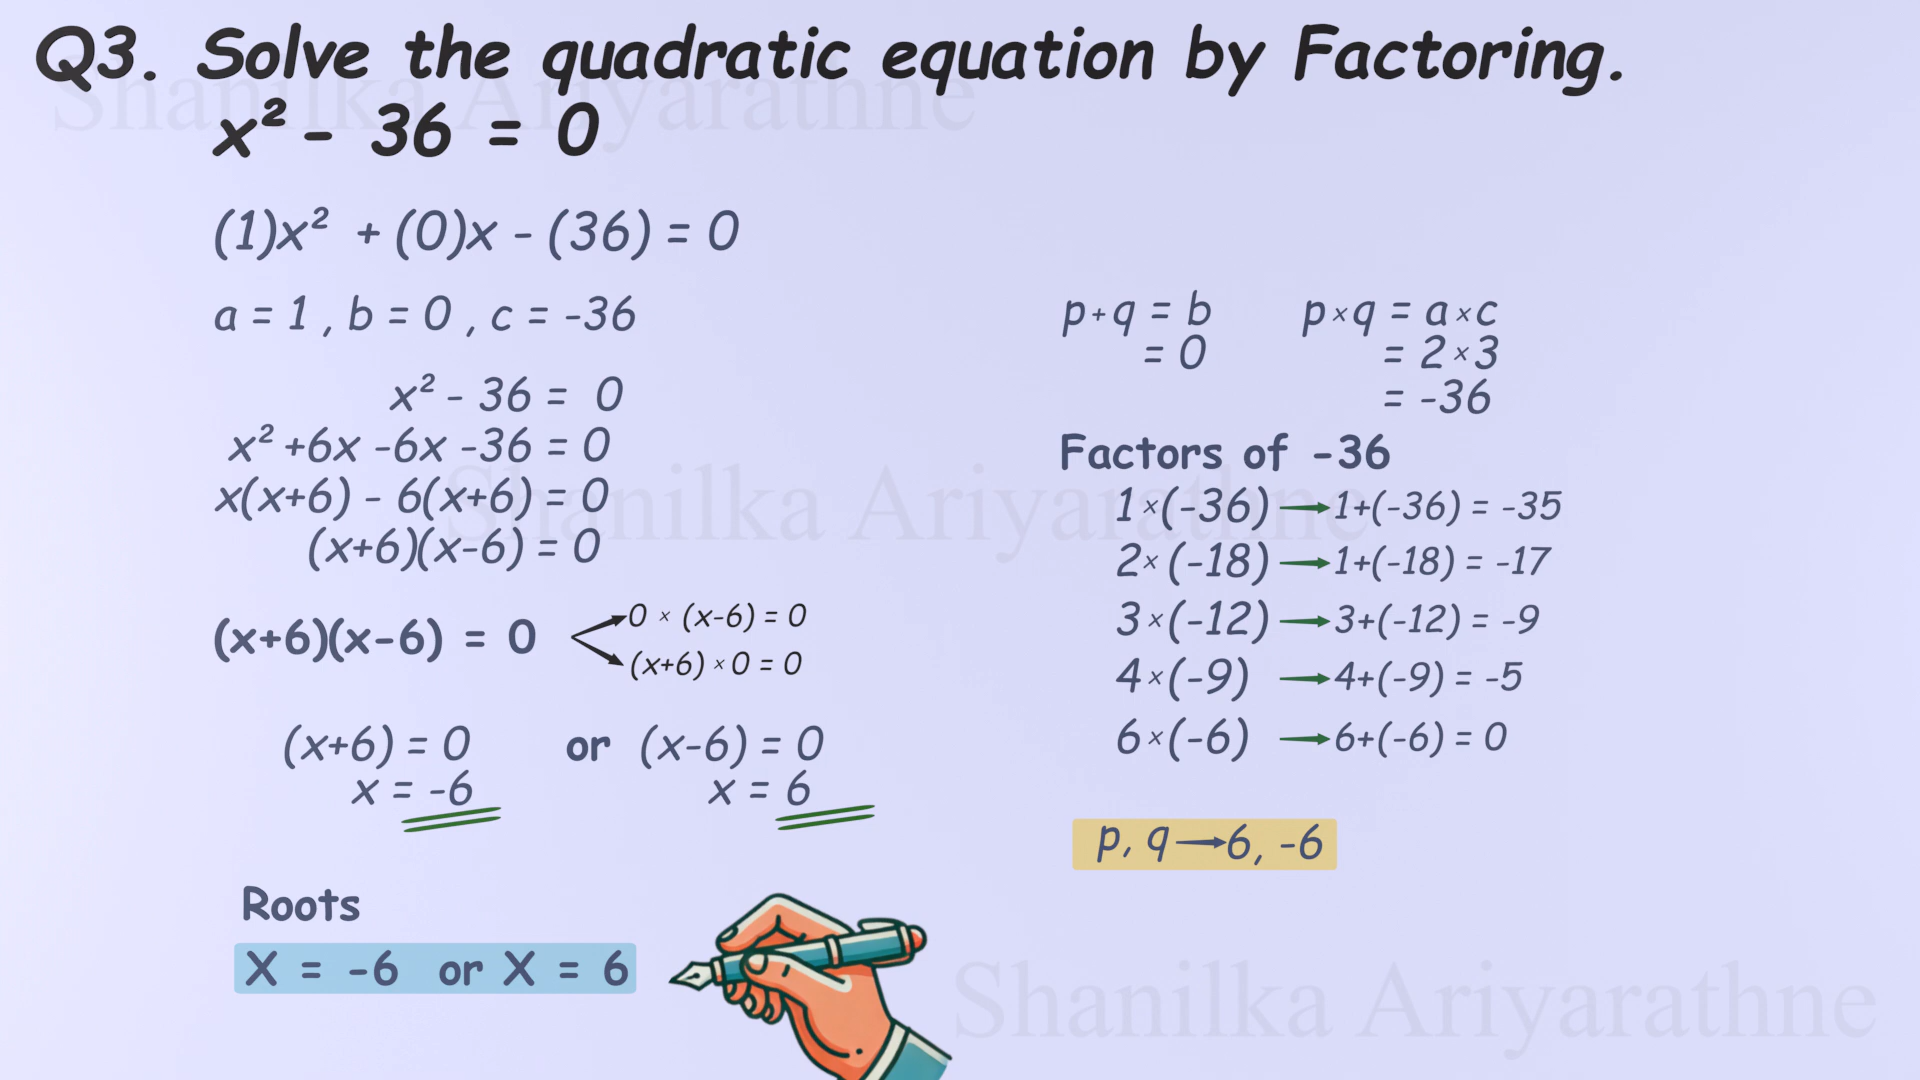 Q3. Solve the quadratic equation by Factoring.
x² - 36 = 0
(1)x² + (0)x - (36) = 0
a = 1 , b = 0 , c = -36
x² - 36 = 0
x² +6x -6x -36 = 0
x(x+6) - 6(x+6) = 0
(x+6)(x-6) = 0
(x+6)(x-6) = 0
0 × (x-6) = 0
(x+6) × 0 = 0
(x+6) = 0 or (x-6) = 0
x = -6 x = 6
Roots
X = -6 or X = 6
p + q = b p × q = a × c
= 0 = 2 × 3
= -36
Factors of -36
1 × (-36) → 1+(-36) = -35
2 × (-18) → 1+(-18) = -17
3 × (-12) → 3+(-12) = -9
4 × (-9) → 4+(-9) = -5
6 × (-6) → 6+(-6) = 0
p, q → 6, -6
Shanilka Ariyarathne
Shanilka Ariyarathne
Shanilka Ariyarathne